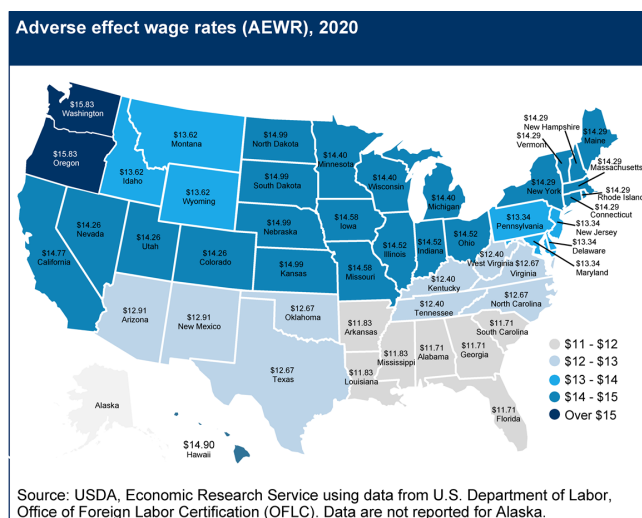 Adverse effect wage rates (AEWR), 2020
$15.83
Washington
$15.83
Oregon
$13.62
Montana
$13.62
Idaho
$13.62
Wyoming
$14.99
North Dakota
$14.99
South Dakota
$14.99
Nebraska
$14.99
Kansas
$14.40
Minnesota
$14.40
Wisconsin
$14.40
Michigan
$14.58
Iowa
$14.58
Missouri
$14.52
Illinois
$14.52
Indiana
$14.52
Ohio
$14.77
California
$14.26
Nevada
$14.26
Utah
$14.26
Colorado
$14.29
New Hampshire
$14.29
Vermont
$14.29
Maine
$14.29
Massachusetts
$14.29
New York
$14.29
Rhode Island
$14.29
Connecticut
$13.34
Pennsylvania
$13.34
New Jersey
$13.34
Delaware
$13.34
Maryland
$12.40
West Virginia
$12.67
Virginia
$12.40
Kentucky
$12.40
Tennessee
$12.67
North Carolina
$12.91
Arizona
$12.91
New Mexico
$12.67
Oklahoma
$12.67
Texas
$11.83
Arkansas
$11.83
Louisiana
$11.83
Mississippi
$11.71
Alabama
$11.71
Georgia
$11.71
South Carolina
$11.71
Florida
Alaska
$14.90
Hawaii
$11 - $12
$12 - $13
$13 - $14
$14 - $15
Over $15
Source: USDA, Economic Research Service using data from U.S. Department of Labor,
Office of Foreign Labor Certification (OFLC). Data are not reported for Alaska.